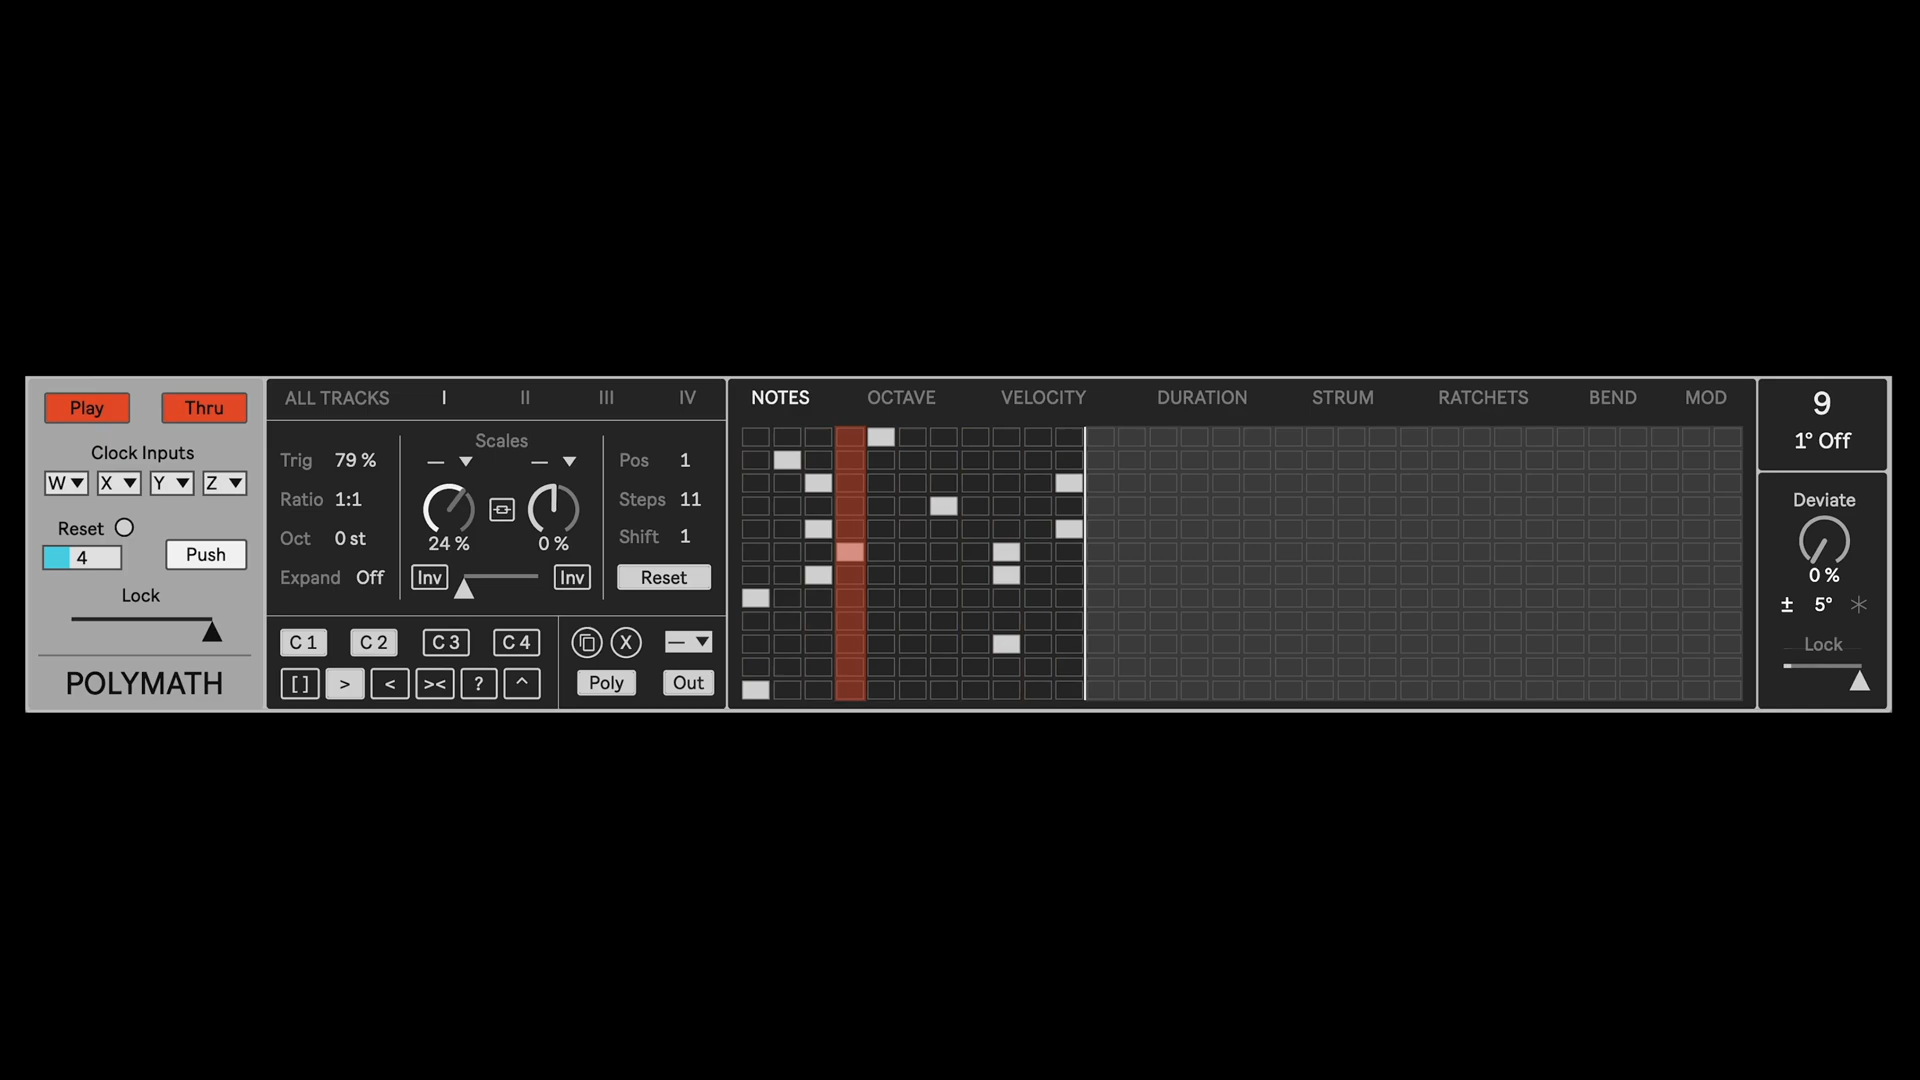 Play Thru
Clock Inputs
W X Y Z
Reset
4 Push
Lock
POLYMATH
ALL TRACKS I II III IV
Trig 79 %
Ratio 1:1
Oct 0 st
Expand Off
Scales
— —
24 % 0 %
Inv Inv
Pos 1
Steps 11
Shift 1
Reset
C 1 C 2 C 3 C 4
[ ] > < >< ? ^
X —
Poly Out
NOTES OCTAVE VELOCITY DURATION STRUM RATCHETS BEND MOD
9
1° Off
Deviate
0 %
± 5°
Lock